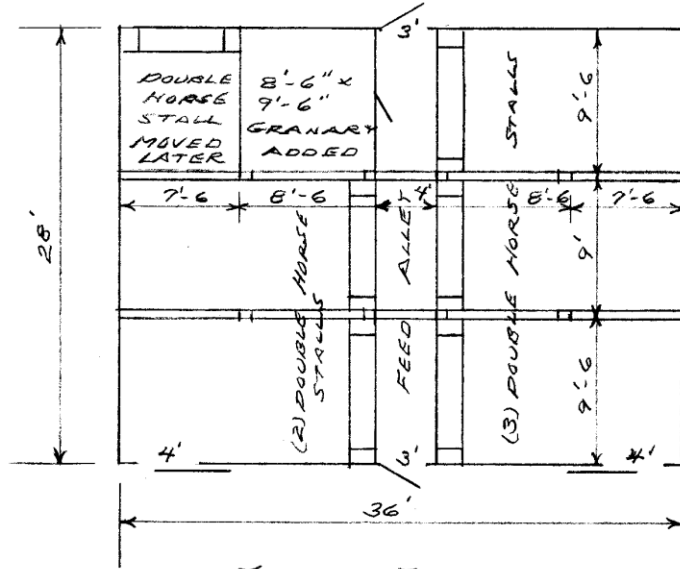 3'
DOUBLE
HORSE
STALL
MOVED
LATER
8'-6" x
9'-6"
GRANARY
ADDED
STALLS
9'-6
28'
7'-6
8'-6
4'
8'-6
7'-6
9'
(2) DOUBLE HORSE
STALLS
FEED ALLEY
(3) DOUBLE HORSE
9'-6
4'
3'
4'
36'